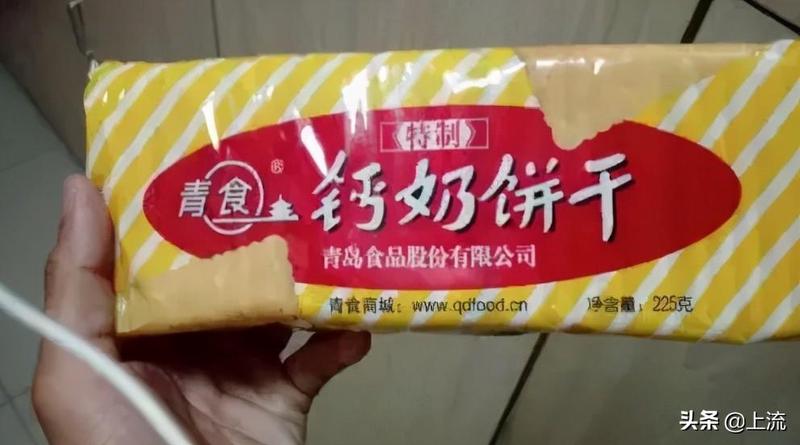 《特制》
青食
钙奶饼干
青岛食品股份有限公司
青食商城：www.qdfood.cn
净含量：225克
头条 @上流